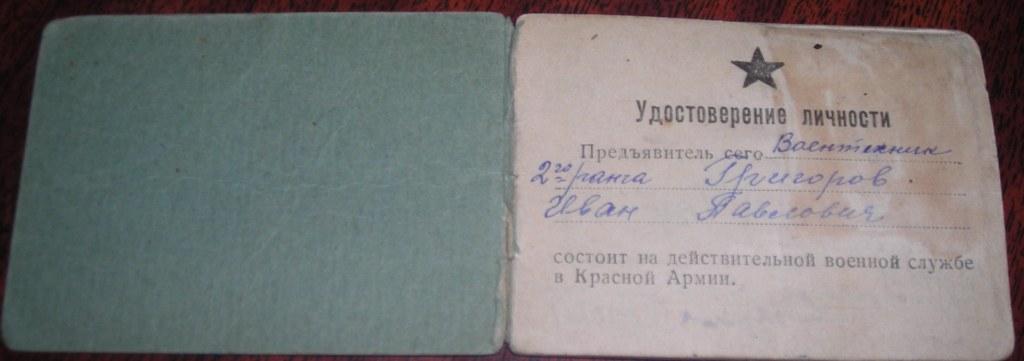 Удостоверение личности
Предъявитель сего Воентехник
2го ранга Григоров
Иван Павлович
состоит на действительной военной службе
в Красной Армии.